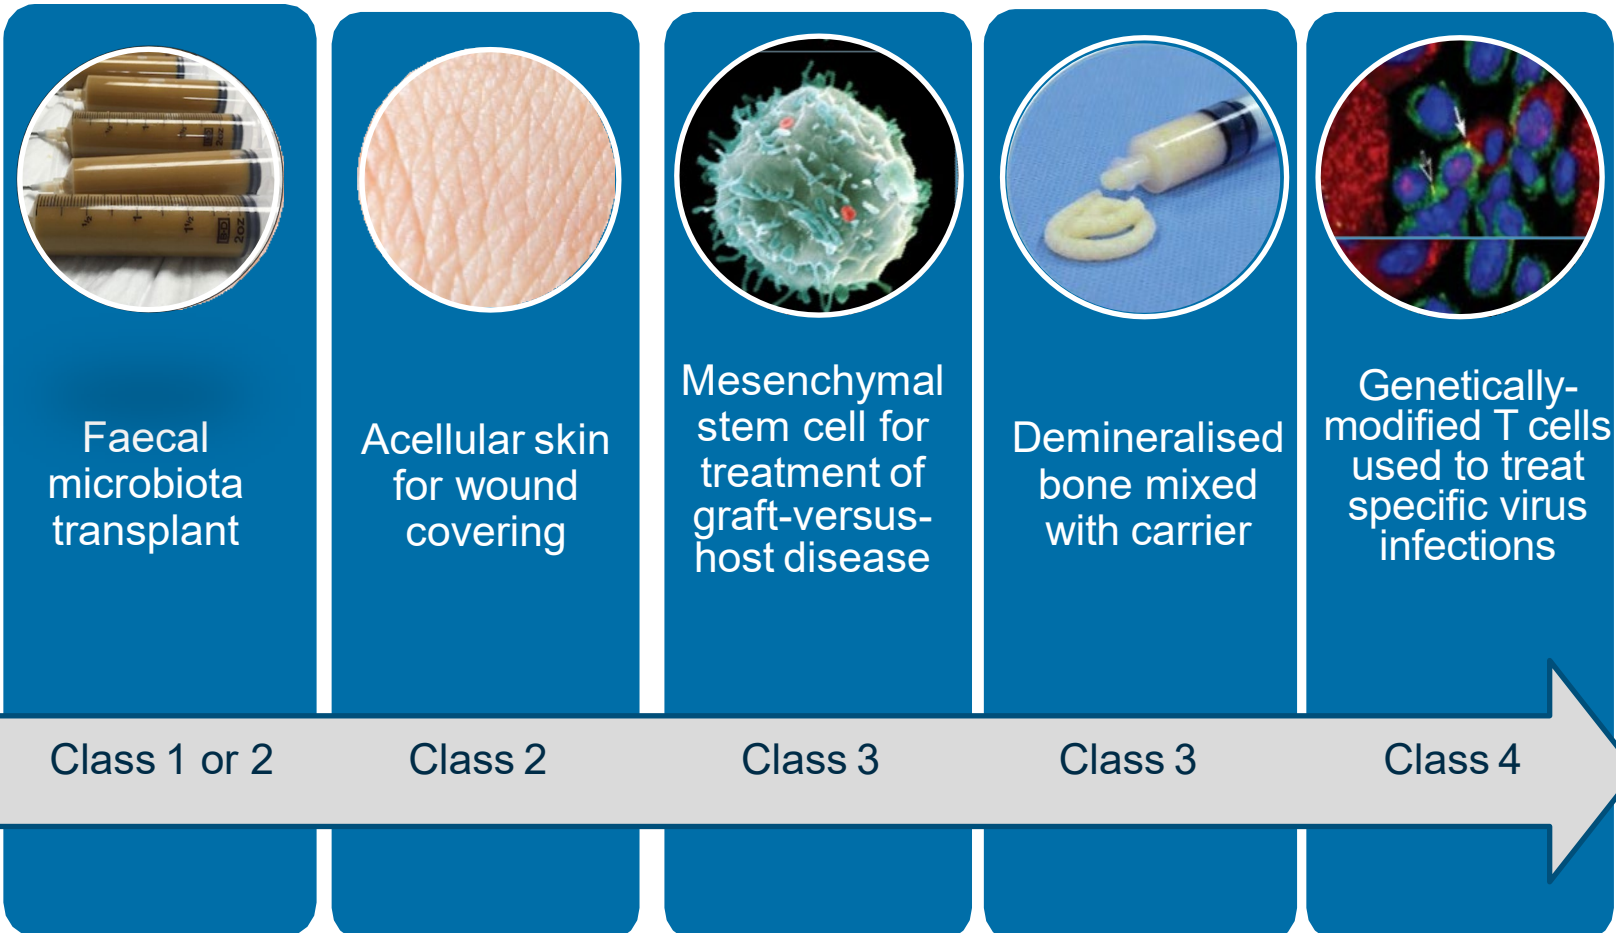 Faecal
microbiota
transplant
Acellular skin
for wound
covering
Mesenchymal
stem cell for
treatment of
graft-versus-
host disease
Demineralised
bone mixed
with carrier
Genetically-
modified T cells
used to treat
specific virus
infections
Class 1 or 2
Class 2
Class 3
Class 3
Class 4